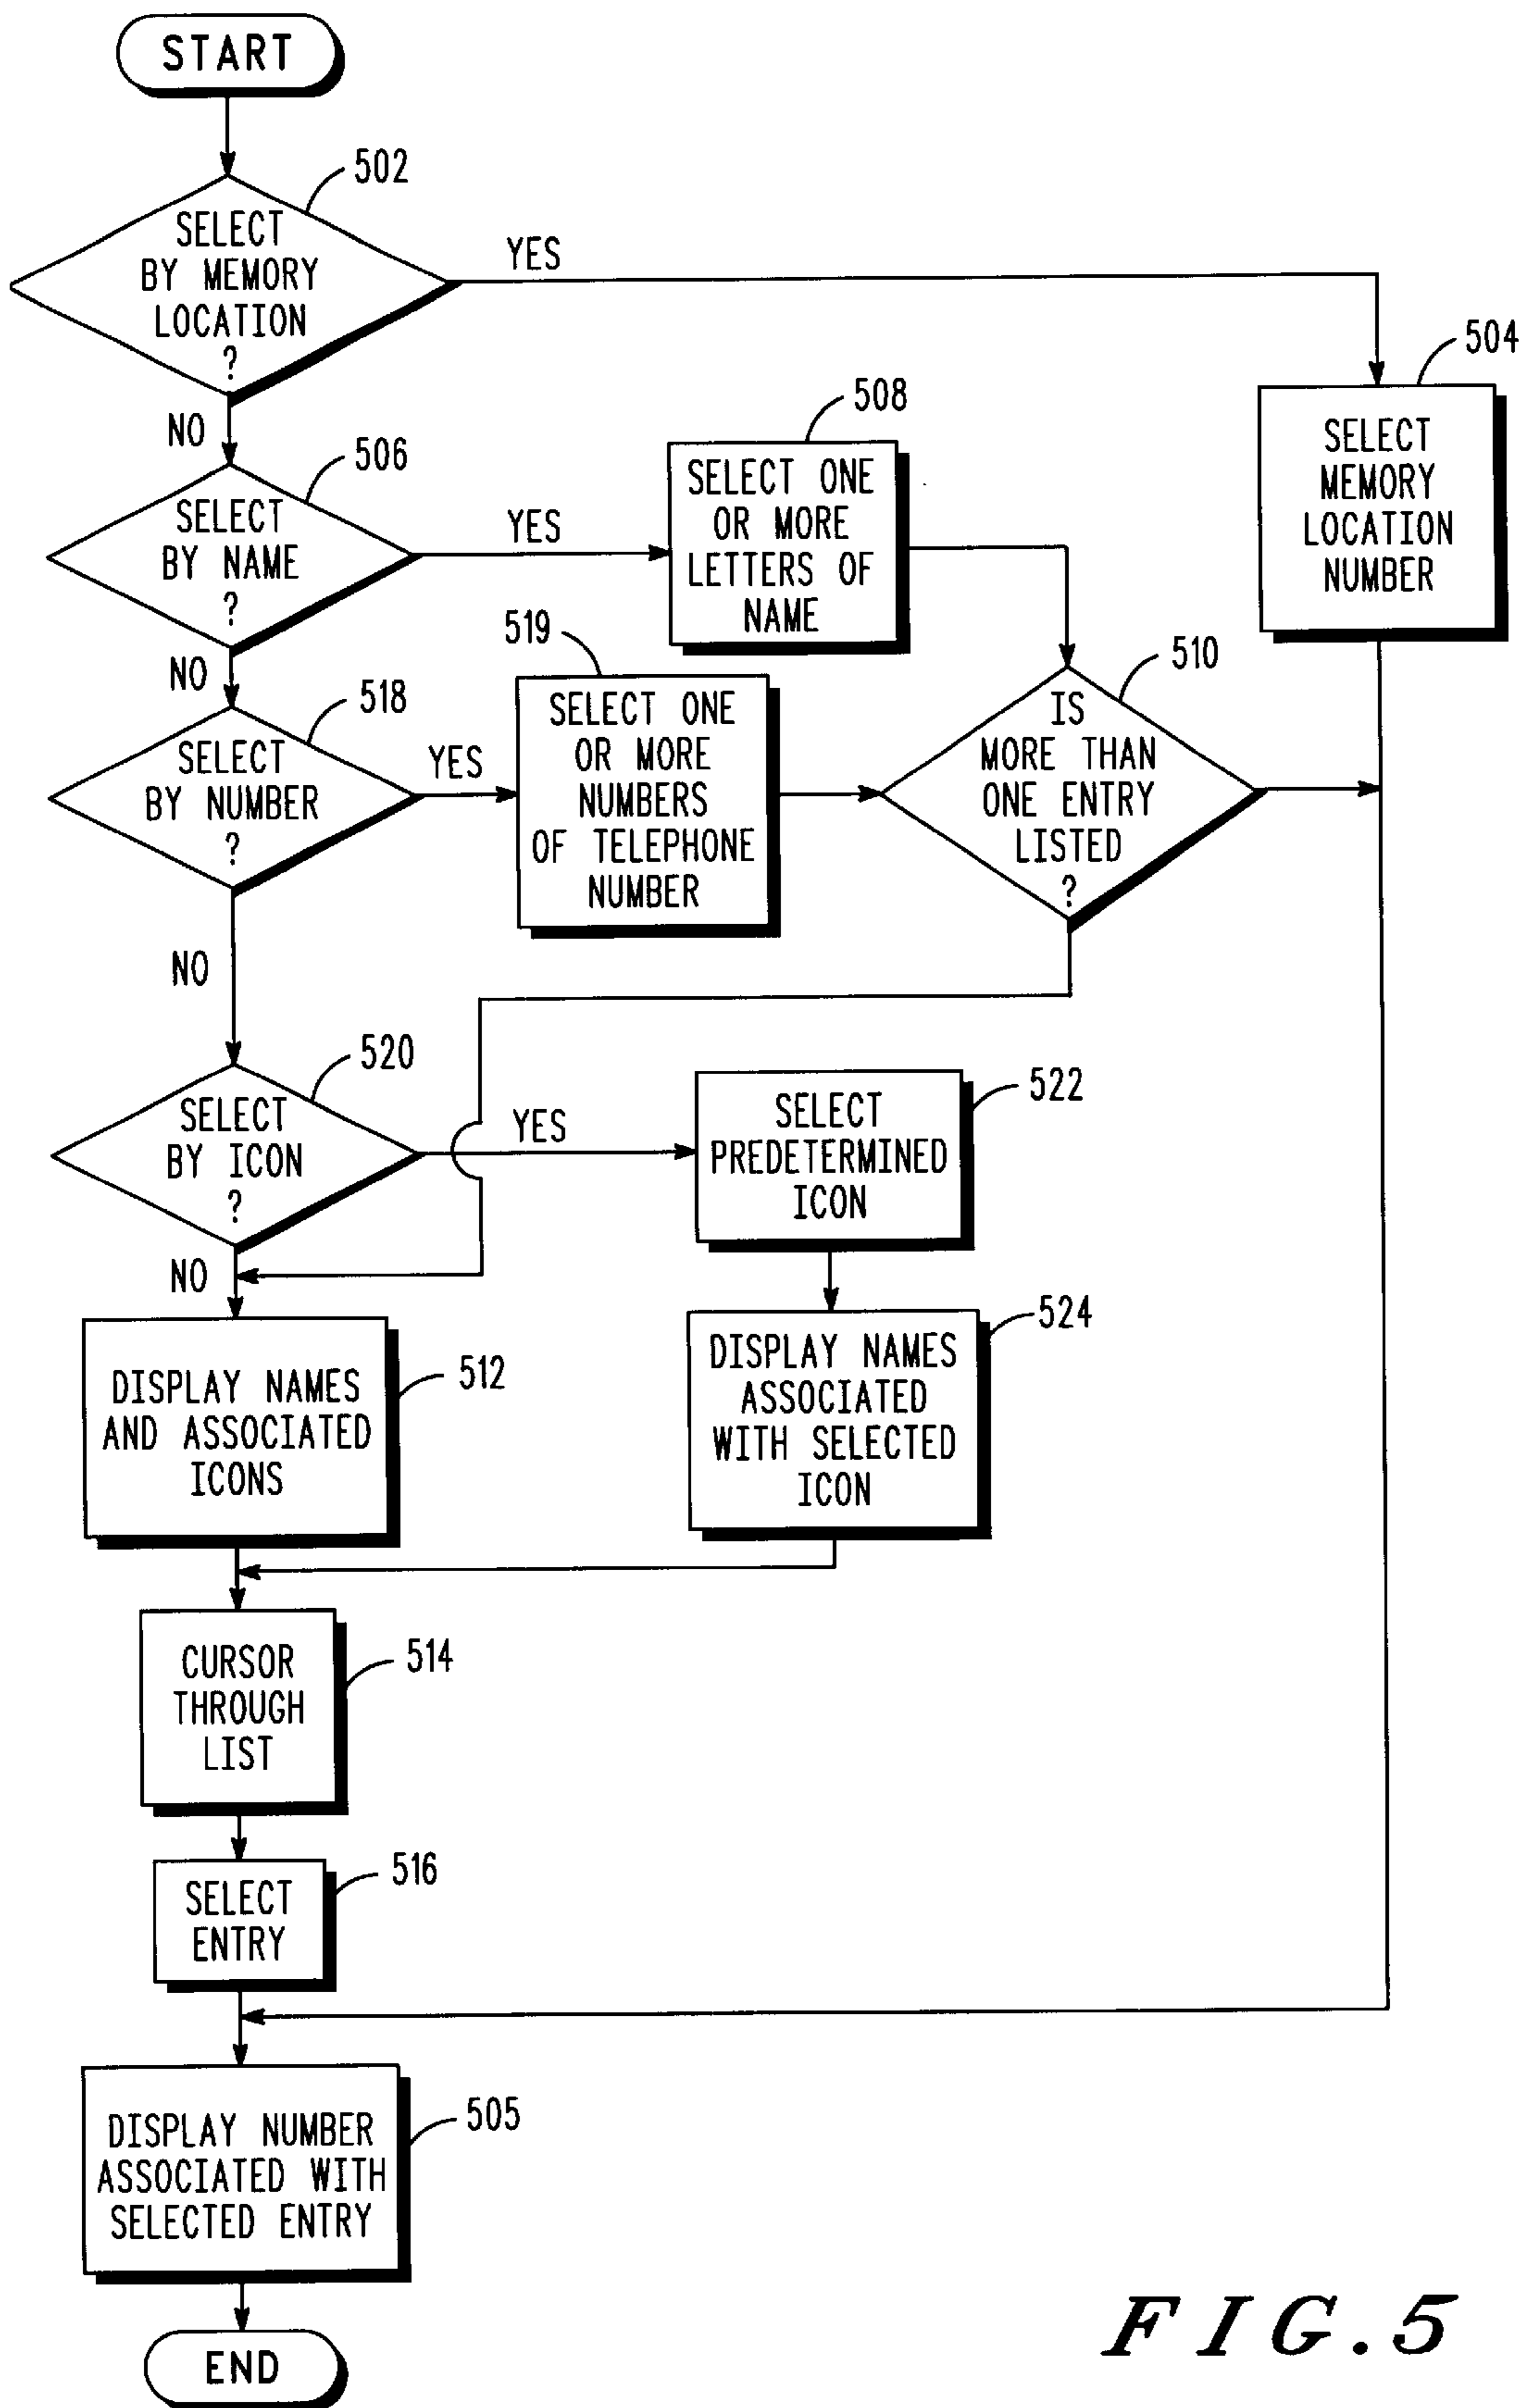 START
502
SELECT
BY MEMORY
LOCATION
?
YES
NO
504
SELECT
MEMORY
LOCATION
NUMBER
506
SELECT
BY NAME
?
YES
NO
508
SELECT ONE
OR MORE
LETTERS OF
NAME
518
SELECT
BY NUMBER
?
YES
NO
519
SELECT ONE
OR MORE
NUMBERS
OF TELEPHONE
NUMBER
510
IS
MORE THAN
ONE ENTRY
LISTED
?
520
SELECT
BY ICON
?
YES
NO
522
SELECT
PREDETERMINED
ICON
524
DISPLAY NAMES
ASSOCIATED
WITH SELECTED
ICON
512
DISPLAY NAMES
AND ASSOCIATED
ICONS
514
CURSOR
THROUGH
LIST
516
SELECT
ENTRY
505
DISPLAY NUMBER
ASSOCIATED WITH
SELECTED ENTRY
END
FIG.5